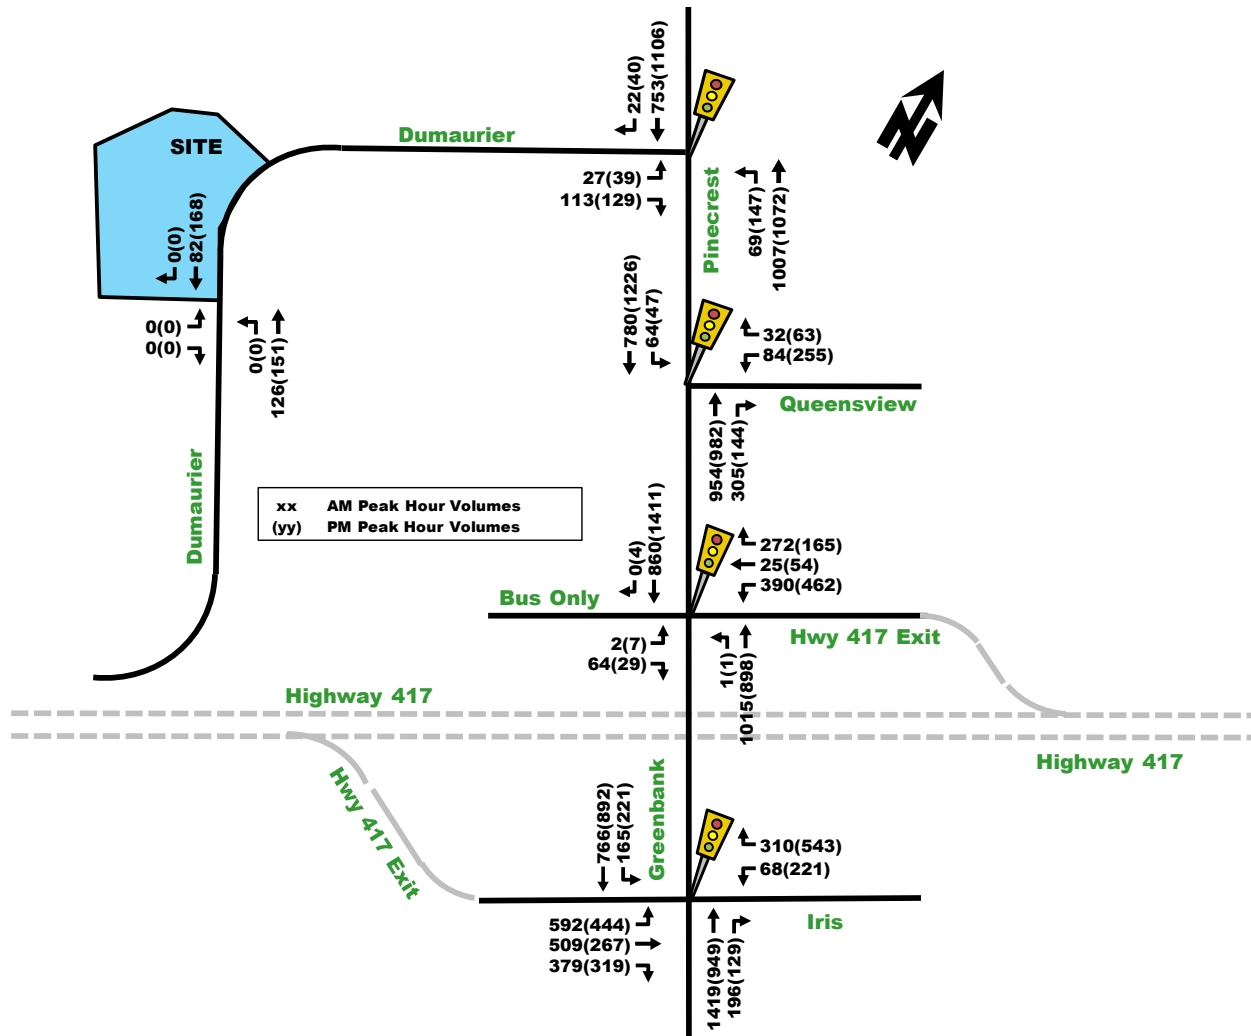 22(40)
753(1106)
Dumaurier
SITE
27(39)
113(129)
Pinecrest
69(147)
1007(1072)
0(0)
82(168)
0(0)
0(0)
0(0)
126(151)
780(1226)
64(47)
32(63)
84(255)
Queensview
954(982)
305(144)
Dumaurier
xx AM Peak Hour Volumes
(yy) PM Peak Hour Volumes
0(4)
860(1411)
272(165)
25(54)
390(462)
Bus Only
Hwy 417 Exit
2(7)
64(29)
1(1)
1015(898)
Highway 417
Highway 417
Hwy 417 Exit
766(892)
165(221)
Greenbank
310(543)
68(221)
Iris
592(444)
509(267)
379(319)
1419(949)
196(129)
N